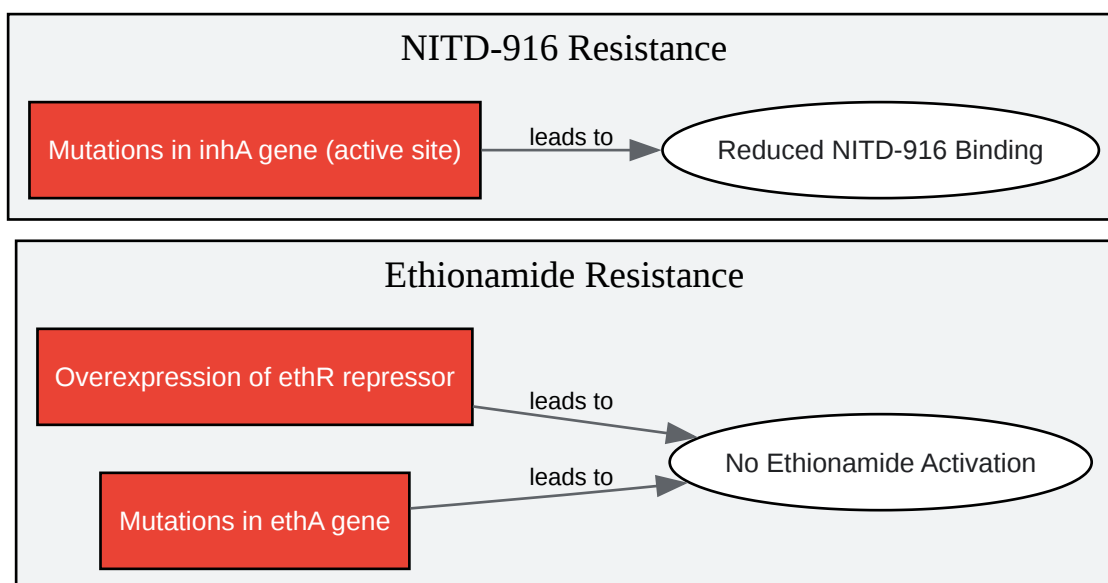 NITD-916 Resistance
Mutations in inhA gene (active site)
leads to
Reduced NITD-916 Binding
Ethionamide Resistance
Overexpression of ethR repressor
leads to
Mutations in ethA gene
leads to
No Ethionamide Activation